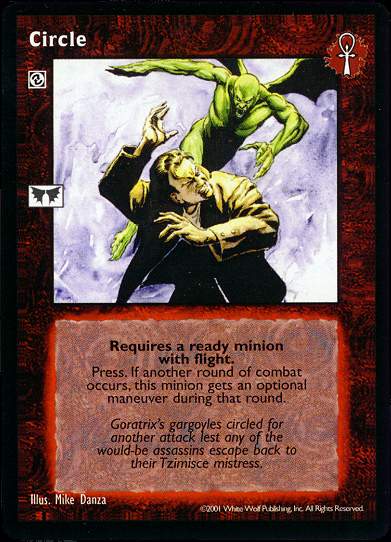 Circle
Requires a ready minion
with flight.
Press. If another round of combat
occurs, this minion gets an optional
maneuver during that round.
Goratrix's gargoyles circled for
another attack lest any of the
would-be assassins escape back to
their Tzimisce mistress.
Illus. Mike Danza
©2001 White Wolf Publishing, Inc. All Rights Reserved.